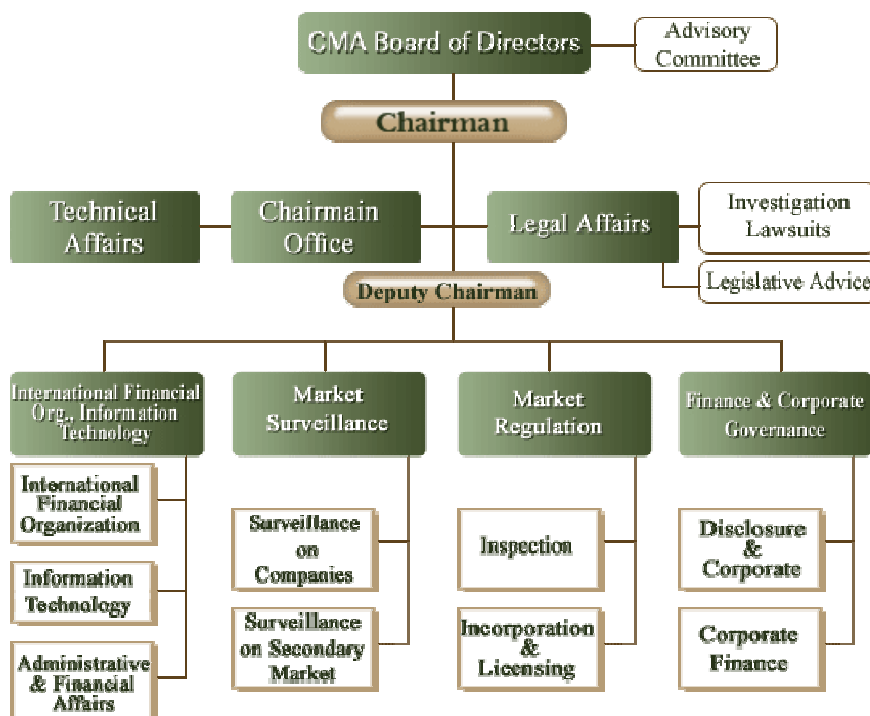 CMA Board of Directors
Advisory
Committee
Chairman
Technical
Affairs
Chairmain
Office
Legal Affairs
Investigation
Lawsuits
Legislative Advice
Deputy Chairman
International Financial
Org., Information
Technology
Market
Surveillance
Market
Regulation
Finance & Corporate
Governance
International
Financial
Organization
Surveillance
on
Companies
Inspection
Disclosure
&
Corporate
Information
Technology
Surveillance
on Secondary
Market
Incorporation
&
Licensing
Corporate
Finance
Administrative
& Financial
Affairs